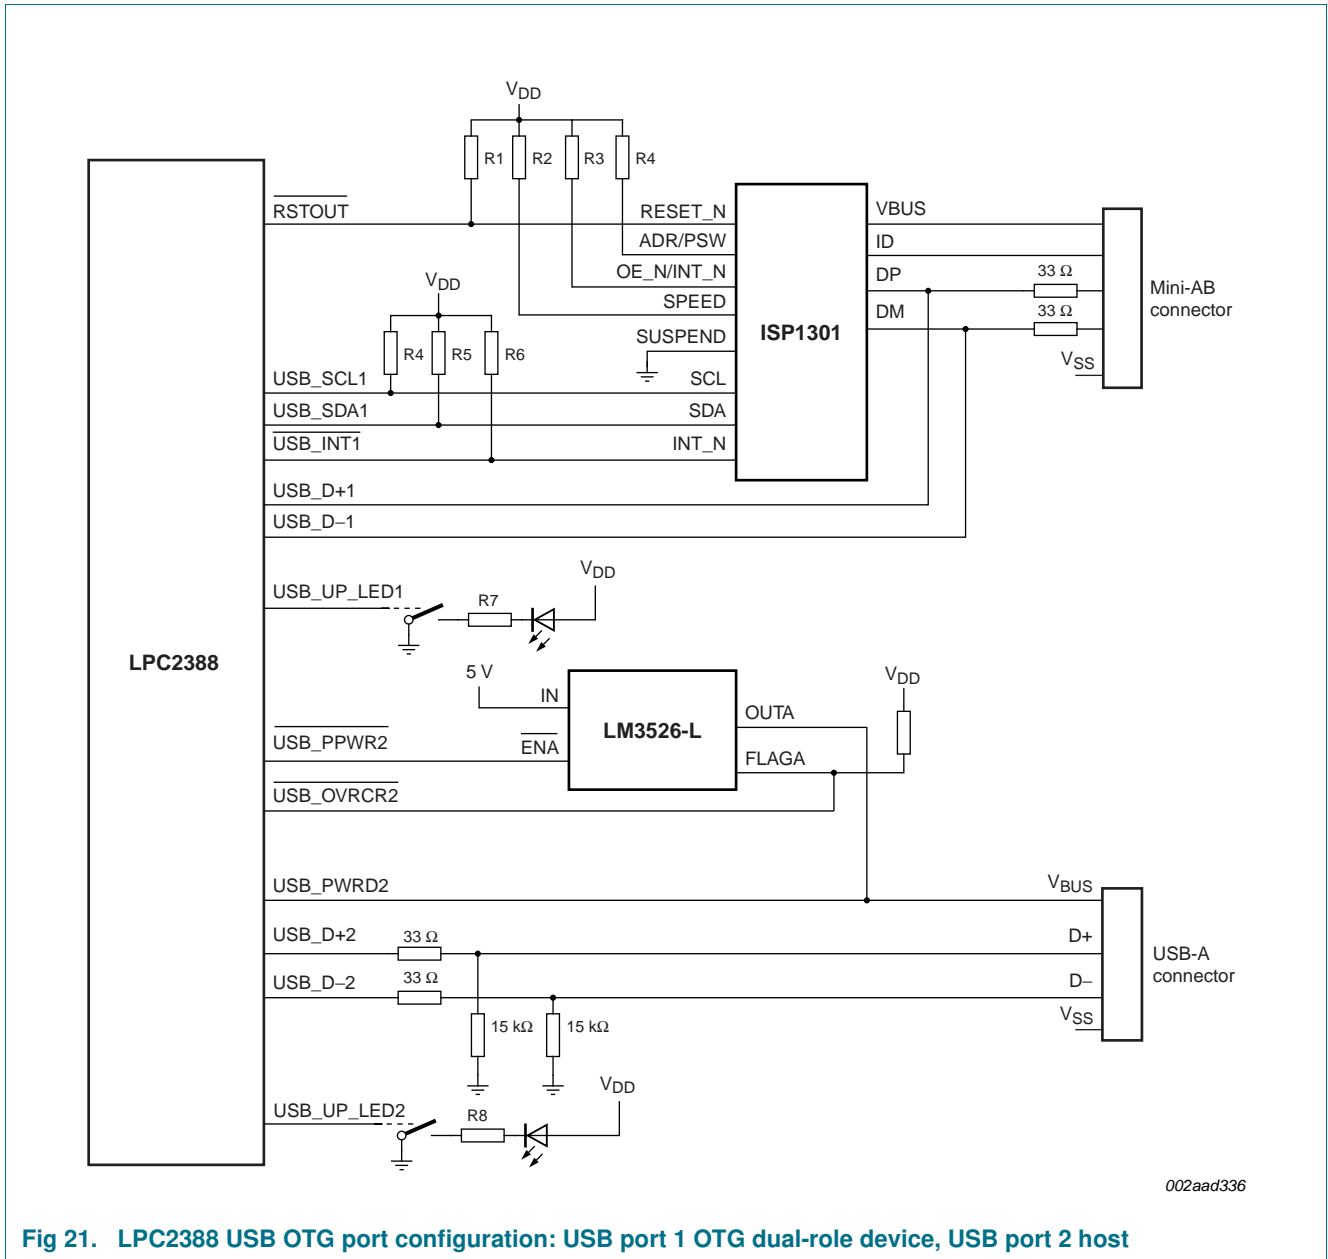 VDD
R1 R2 R3 R4
RSTOUT
RESET_N
VBUS
ADR/PSW
ID
OE_N/INT_N
DP
33 Ω
SPEED
DM
33 Ω
Mini-AB
connector
VDD
ISP1301
SUSPEND
VSS
R4 R5 R6
USB_SCL1
SCL
USB_SDA1
SDA
USB_INT1
INT_N
USB_D+1
USB_D−1
VDD
USB_UP_LED1
R7
LPC2388
5 V
IN
VDD
OUTA
LM3526-L
USB_PPWR2
ENA
FLAGA
USB_OVRCR2
USB_PWRD2
VBUS
USB_D+2
33 Ω
D+
USB-A
connector
USB_D−2
33 Ω
D−
VSS
15 kΩ 15 kΩ
VDD
USB_UP_LED2
R8
002aad336
Fig 21. LPC2388 USB OTG port configuration: USB port 1 OTG dual-role device, USB port 2 host